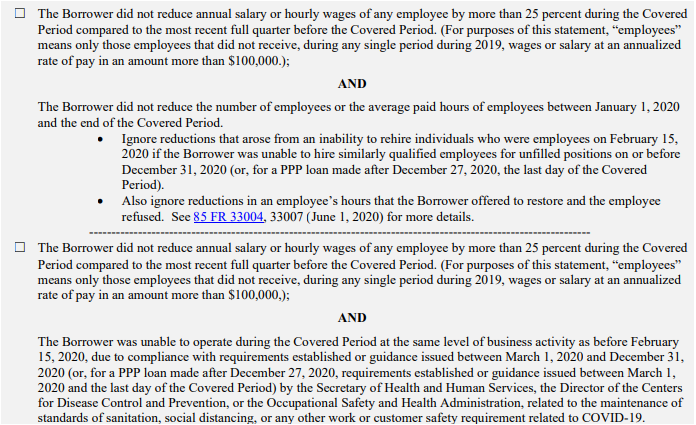 ☐ The Borrower did not reduce annual salary or hourly wages of any employee by more than 25 percent during the Covered
Period compared to the most recent full quarter before the Covered Period. (For purposes of this statement, “employees”
means only those employees that did not receive, during any single period during 2019, wages or salary at an annualized
rate of pay in an amount more than $100,000.);
AND
The Borrower did not reduce the number of employees or the average paid hours of employees between January 1, 2020
and the end of the Covered Period.
• Ignore reductions that arose from an inability to rehire individuals who were employees on February 15,
2020 if the Borrower was unable to hire similarly qualified employees for unfilled positions on or before
December 31, 2020 (or, for a PPP loan made after December 27, 2020, the last day of the Covered
Period).
• Also ignore reductions in an employee’s hours that the Borrower offered to restore and the employee
refused. See 85 FR 33004, 33007 (June 1, 2020) for more details.
☐ The Borrower did not reduce annual salary or hourly wages of any employee by more than 25 percent during the Covered
Period compared to the most recent full quarter before the Covered Period. (For purposes of this statement, “employees”
means only those employees that did not receive, during any single period during 2019, wages or salary at an annualized
rate of pay in an amount more than $100,000,);
AND
The Borrower was unable to operate during the Covered Period at the same level of business activity as before February
15, 2020, due to compliance with requirements established or guidance issued between March 1, 2020 and December 31,
2020 (or, for a PPP loan made after December 27, 2020, requirements established or guidance issued between March 1,
2020 and the last day of the Covered Period) by the Secretary of Health and Human Services, the Director of the Centers
for Disease Control and Prevention, or the Occupational Safety and Health Administration, related to the maintenance of
standards of sanitation, social distancing, or any other work or customer safety requirement related to COVID-19.